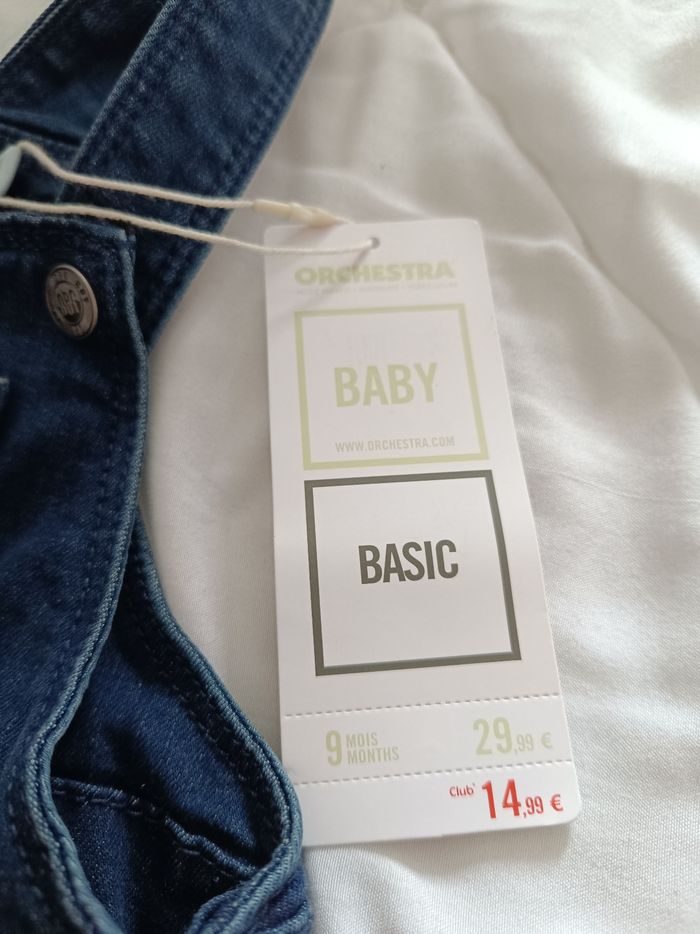 ORCHESTRA
BABY
WWW.ORCHESTRA.COM
BASIC
9 MOIS
MONTHS
29,99 €
Club* 14,99 €